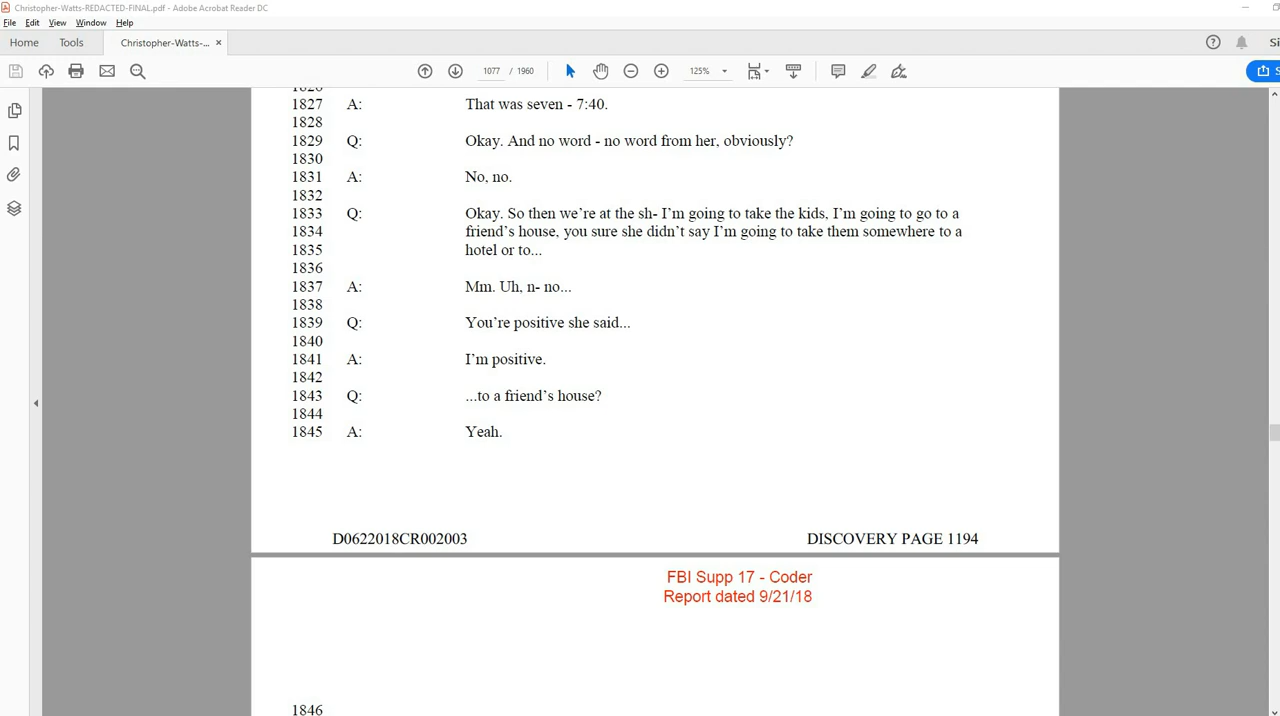 Christopher-Watts-REDACTED-FINAL.pdf - Adobe Acrobat Reader DC
File Edit View Window Help
Home Tools Christopher-Watts-... ×
1077 / 1960 125%
1827 A: That was seven - 7:40.
1828
1829 Q: Okay. And no word - no word from her, obviously?
1830
1831 A: No, no.
1832
1833 Q: Okay. So then we’re at the sh- I’m going to take the kids, I’m going to go to a
1834 friend’s house, you sure she didn’t say I’m going to take them somewhere to a
1835 hotel or to...
1836
1837 A: Mm. Uh, n- no...
1838
1839 Q: You’re positive she said...
1840
1841 A: I’m positive.
1842
1843 Q: ...to a friend’s house?
1844
1845 A: Yeah.
D0622018CR002003 DISCOVERY PAGE 1194
FBI Supp 17 - Coder
Report dated 9/21/18
1846